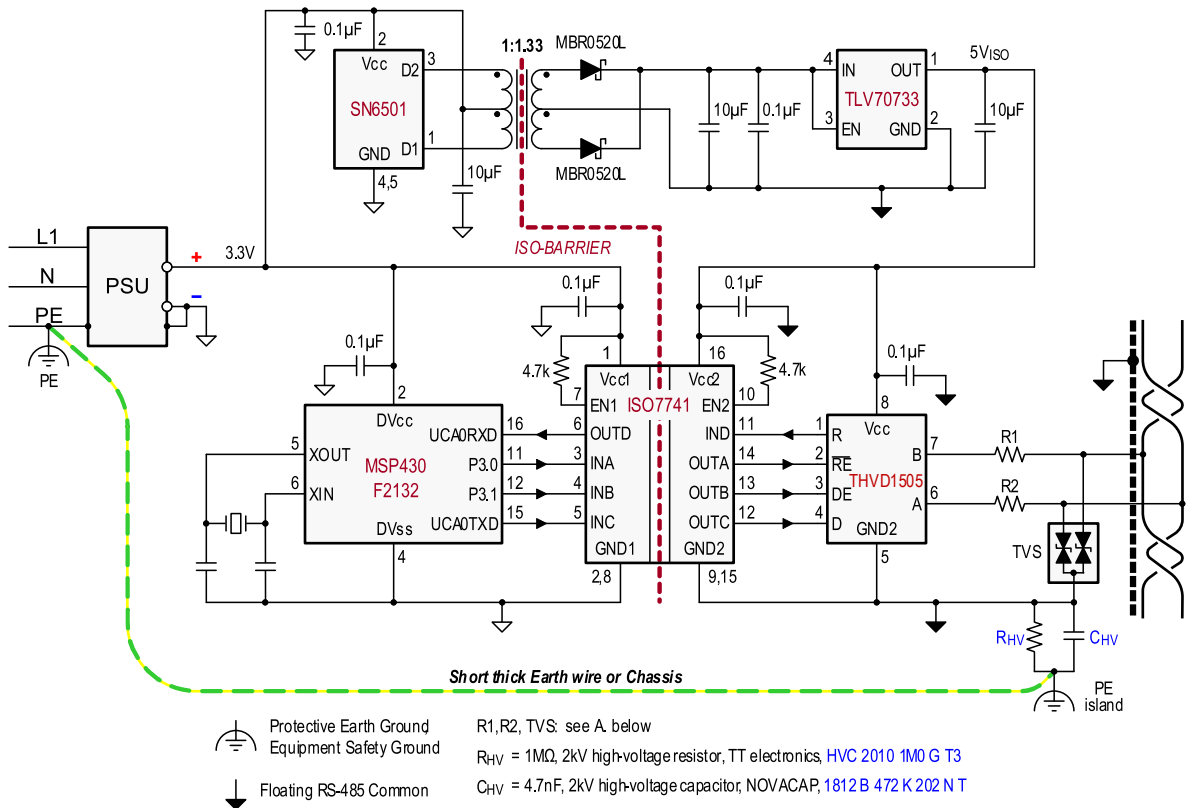 0.1µF
2
Vcc
D2
3
SN6501
D1
1
GND
4,5
10µF
1:1.33
MBR0520L
MBR0520L
10µF
0.1µF
4
IN
OUT
1
TLV70733
3
EN
GND
2
5VISO
10µF
ISO-BARRIER
L1
N
PE
PSU
+
–
3.3V
PE
0.1µF
0.1µF
0.1µF
0.1µF
4.7k
4.7k
1
Vcc1
16
Vcc2
7
EN1
ISO7741
EN2
10
6
OUTD
IND
11
3
INA
OUTA
14
4
INB
OUTB
13
5
INC
OUTC
12
GND1
GND2
2,8
9,15
2
DVcc
5
XOUT
UCA0RXD
16
MSP430
F2132
P3.0
11
6
XIN
P3.1
12
UCA0TXD
15
DVss
4
8
Vcc
1
R
B
7
2
RE
THVD1505
3
DE
A
6
4
D
GND2
5
R1
R2
TVS
RHV
CHV
Short thick Earth wire or Chassis
PE
island
Protective Earth Ground,
Equipment Safety Ground
Floating RS-485 Common
R1,R2, TVS: see A. below
RHV = 1MΩ, 2kV high-voltage resistor, TT electronics, HVC 2010 1M0 G T3
CHV = 4.7nF, 2kV high-voltage capacitor, NOVACAP, 1812 B 472 K 202 N T